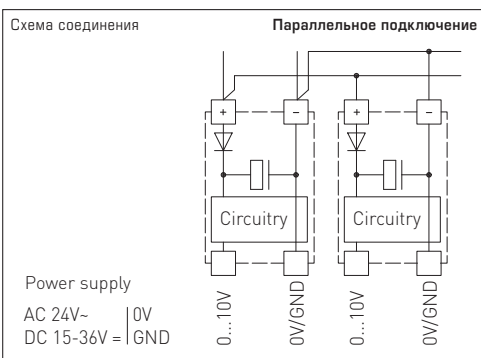 Схема соединения
Параллельное подключение
+ − + −
Circuitry Circuitry
Power supply
AC 24V~ | 0V
DC 15-36V = | GND
0...10V
0V/GND
0...10V
0V/GND